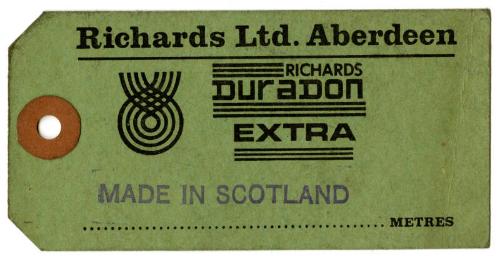 Richards Ltd. Aberdeen
RICHARDS
Duradon
EXTRA
MADE IN SCOTLAND
........................................ METRES